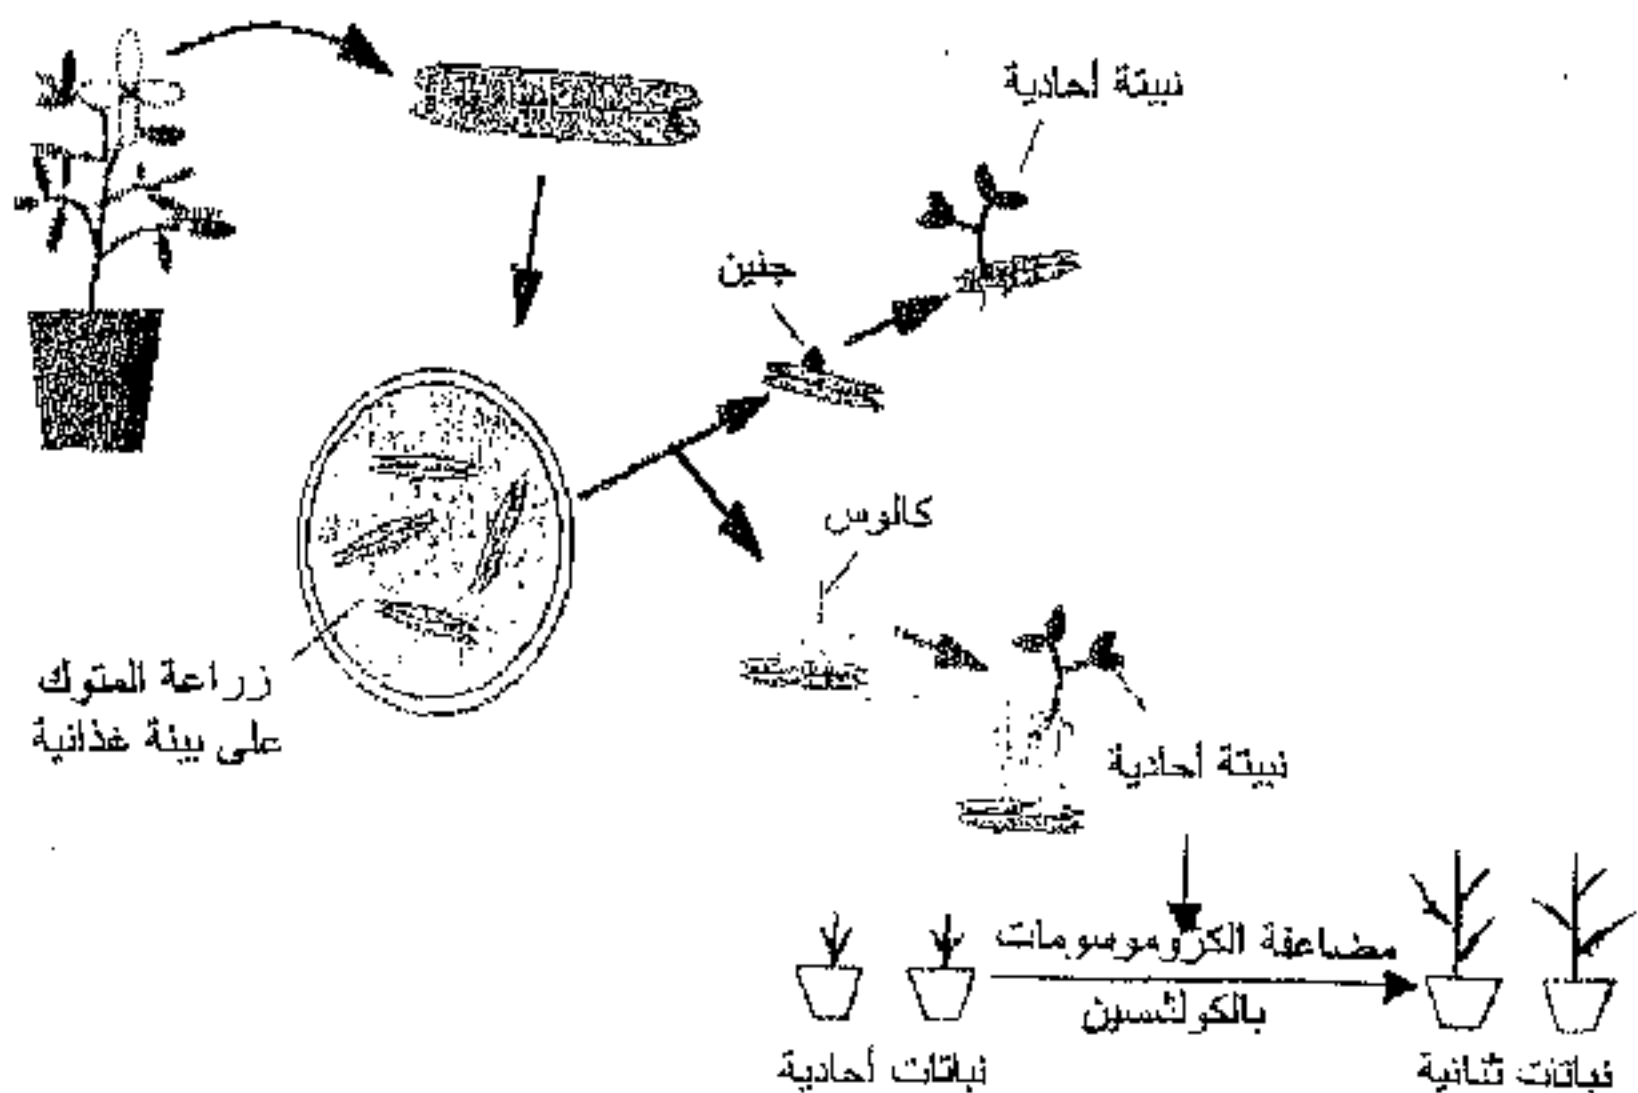 نبيتة أحادية
جنين
كالوس
زراعة المتوك
على بيئة غذائية
نبيتة أحادية
مضاعفة الكروموسومات
بالكولشسين
نباتات أحادية
نباتات ثنائية